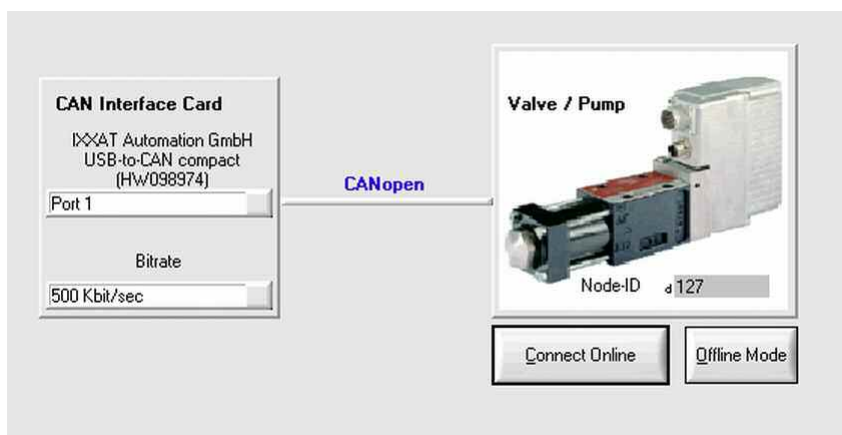 CAN Interface Card
IXXAT Automation GmbH
USB-to-CAN compact
(HW098974)
Port 1
Bitrate
500 Kbit/sec
CANopen
Valve / Pump
Node-ID d 127
Connect Online
Offline Mode